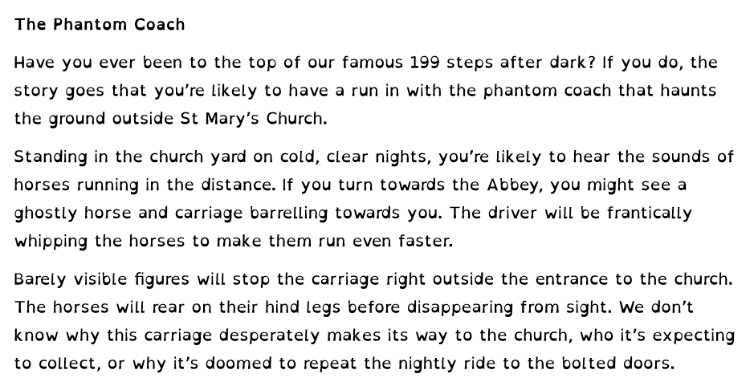 The Phantom Coach
Have you ever been to the top of our famous 199 steps after dark? If you do, the
story goes that you're likely to have a run in with the phantom coach that haunts
the ground outside St Mary's Church.
Standing in the church yard on cold, clear nights, you're likely to hear the sounds of
horses running in the distance. If you turn towards the Abbey, you might see a
ghostly horse and carriage barrelling towards you. The driver will be frantically
whipping the horses to make them run even faster.
Barely visible figures will stop the carriage right outside the entrance to the church.
The horses will rear on their hind legs before disappearing from sight. We don't
know why this carriage desperately makes its way to the church, who it's expecting
to collect, or why it's doomed to repeat the nightly ride to the bolted doors.